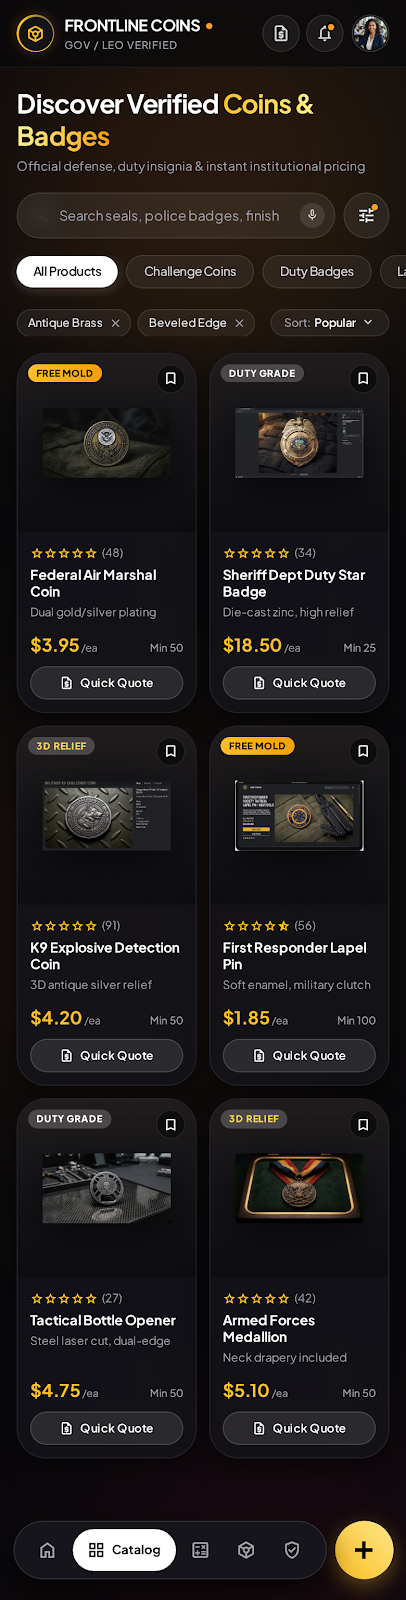 FRONTLINE COINS
GOV / LEO VERIFIED
Discover Verified Coins &
Badges
Official defense, duty insignia & instant institutional pricing
Search seals, police badges, finish
All Products
Challenge Coins
Duty Badges
La
Antique Brass
Beveled Edge
Sort: Popular
FREE MOLD
(48)
Federal Air Marshal
Coin
Dual gold/silver plating
$3.95 /ea
Min 50
Quick Quote
DUTY GRADE
(34)
Sheriff Dept Duty Star
Badge
Die-cast zinc, high relief
$18.50 /ea
Min 25
Quick Quote
3D RELIEF
(91)
K9 Explosive Detection
Coin
3D antique silver relief
$4.20 /ea
Min 50
Quick Quote
FREE MOLD
(56)
First Responder Lapel
Pin
Soft enamel, military clutch
$1.85 /ea
Min 100
Quick Quote
DUTY GRADE
(27)
Tactical Bottle Opener
Steel laser cut, dual-edge
$4.75 /ea
Min 50
Quick Quote
3D RELIEF
(42)
Armed Forces
Medallion
Neck drapery included
$5.10 /ea
Min 50
Quick Quote
Catalog